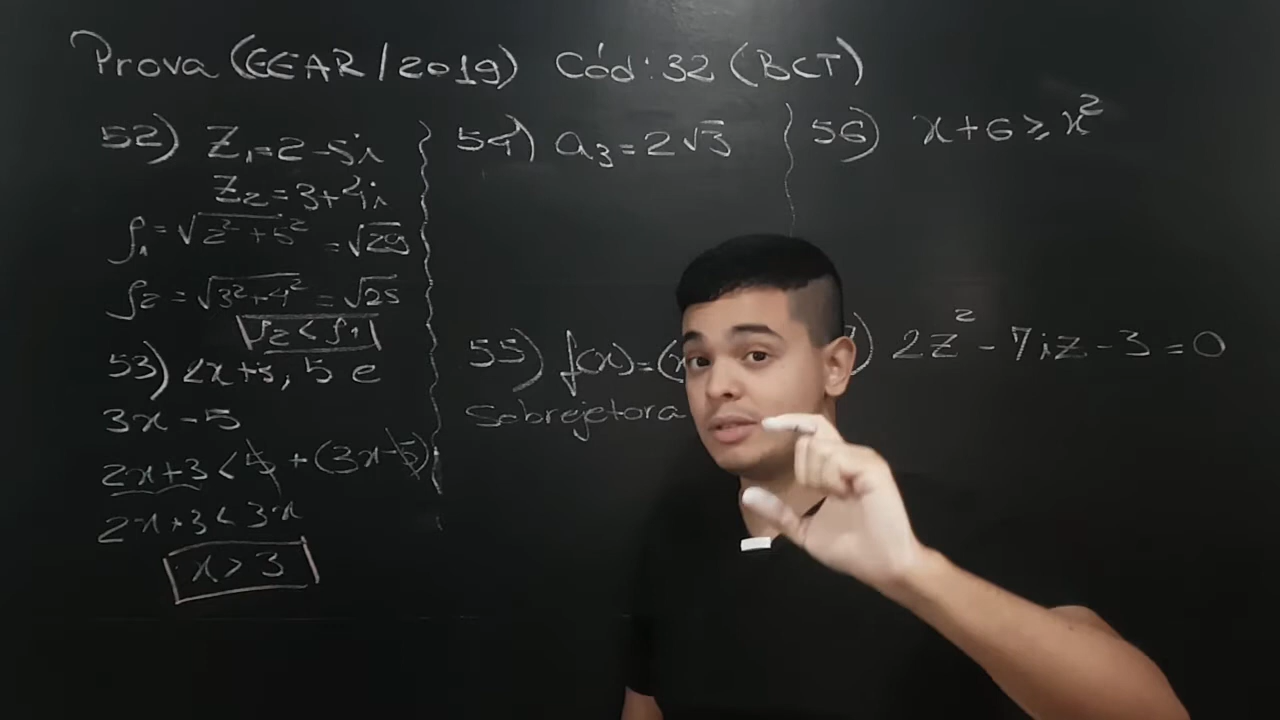 Prova (EEAR/2019) Cód: 32 (BCT)
52) Z₁=2-5i
Z₂=3+4i
ρ₁=√2²+5² =√29
ρ₂=√3²+4²=√25
ρ₂<ρ₁
53) 2x+3, 5 e
3x-5
2x+3<5+(3x-5)
2x+3<3x
x>3
54) a₃=2√3
55) f(x)=(x
Sobrejetora
56) x+6≥x²
) 2z²-7iz-3=0